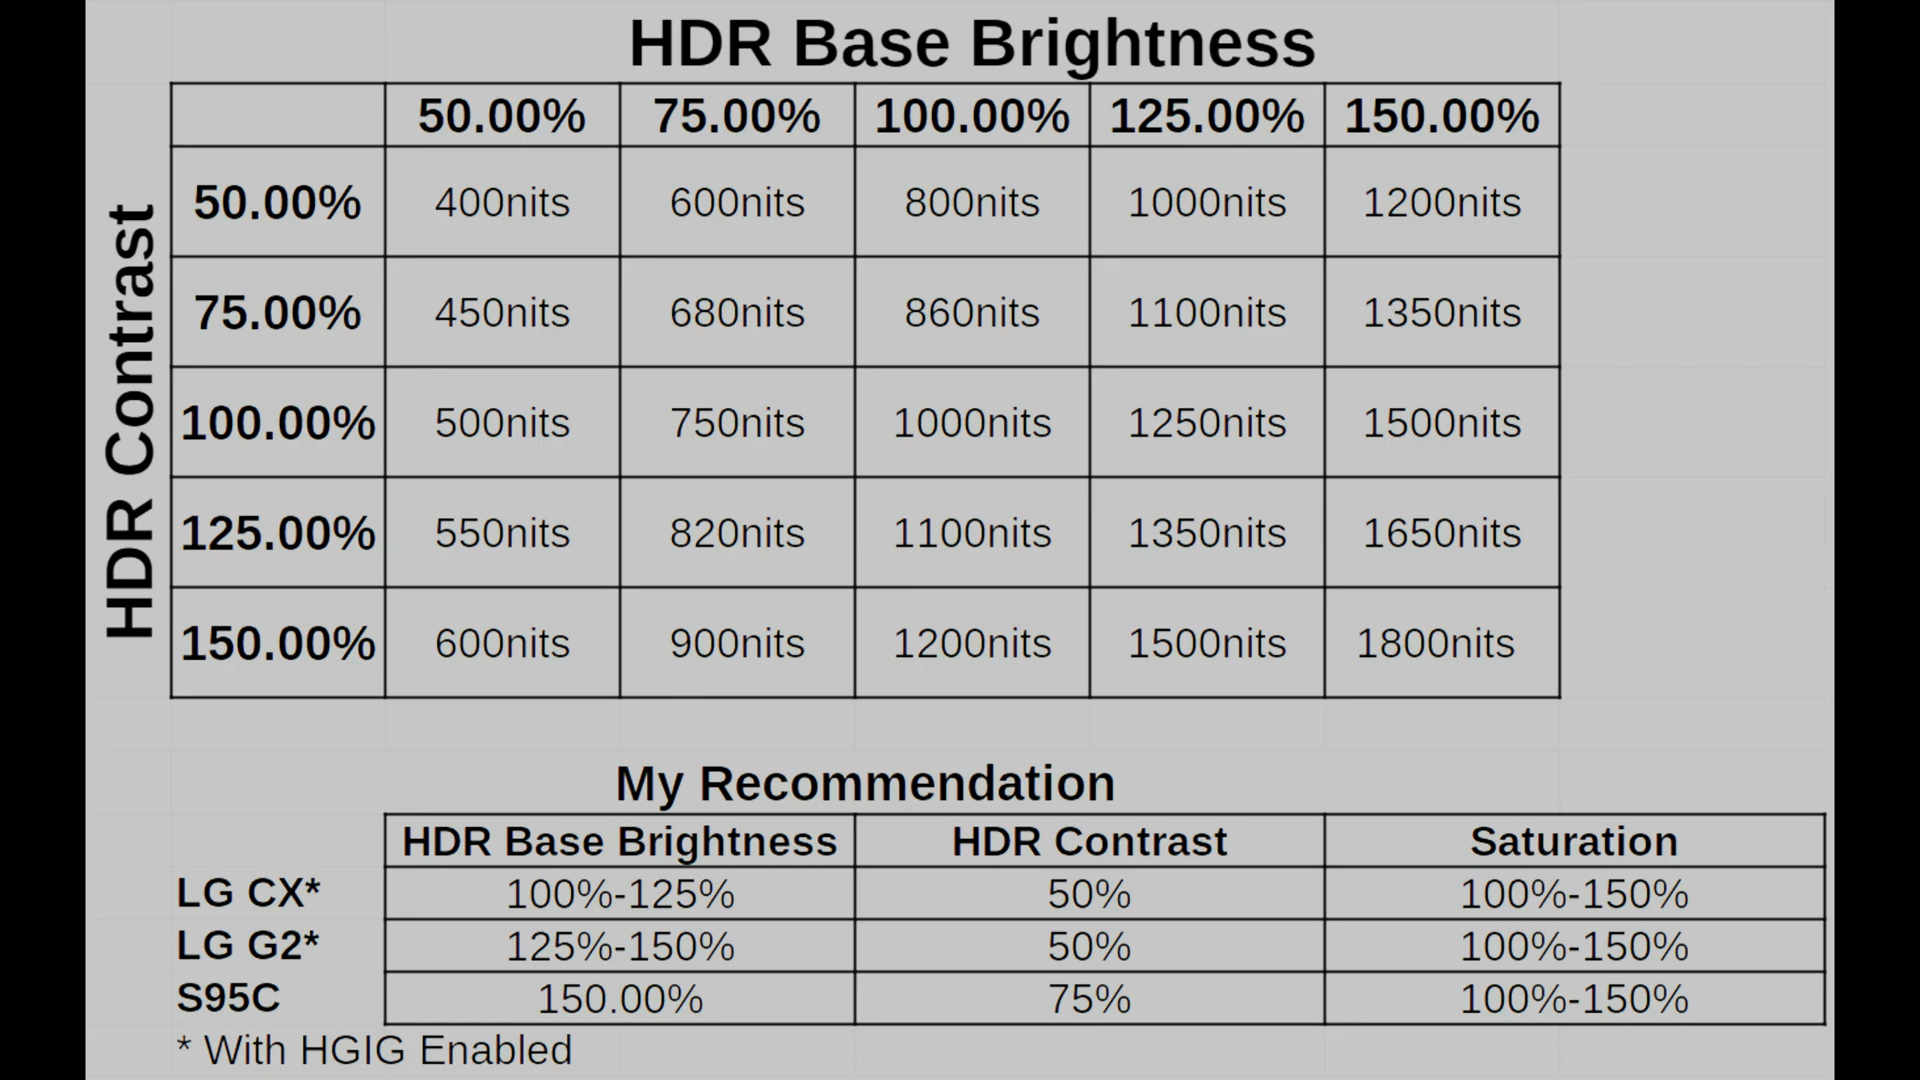 HDR Base Brightness
HDR Contrast
50.00% 75.00% 100.00% 125.00% 150.00%
50.00% 400nits 600nits 800nits 1000nits 1200nits
75.00% 450nits 680nits 860nits 1100nits 1350nits
100.00% 500nits 750nits 1000nits 1250nits 1500nits
125.00% 550nits 820nits 1100nits 1350nits 1650nits
150.00% 600nits 900nits 1200nits 1500nits 1800nits
My Recommendation
HDR Base Brightness HDR Contrast Saturation
LG CX* 100%-125% 50% 100%-150%
LG G2* 125%-150% 50% 100%-150%
S95C 150.00% 75% 100%-150%
* With HGIG Enabled